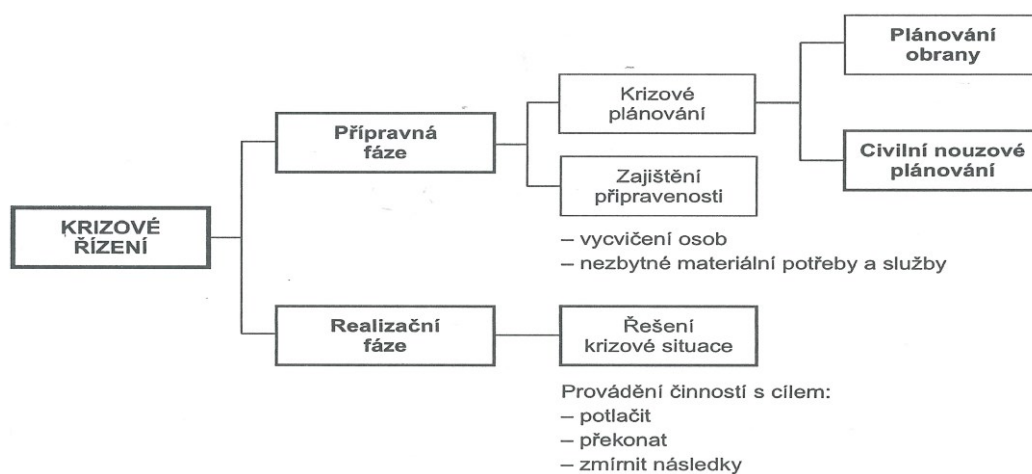 KRIZOVÉ
ŘÍZENÍ
Přípravná
fáze
Krizové
plánování
Plánování
obrany
Civilní nouzové
plánování
Zajištění
připravenosti
– vycvičení osob
– nezbytné materiální potřeby a služby
Realizační
fáze
Řešení
krizové situace
Provádění činností s cílem:
– potlačit
– překonat
– zmírnit následky